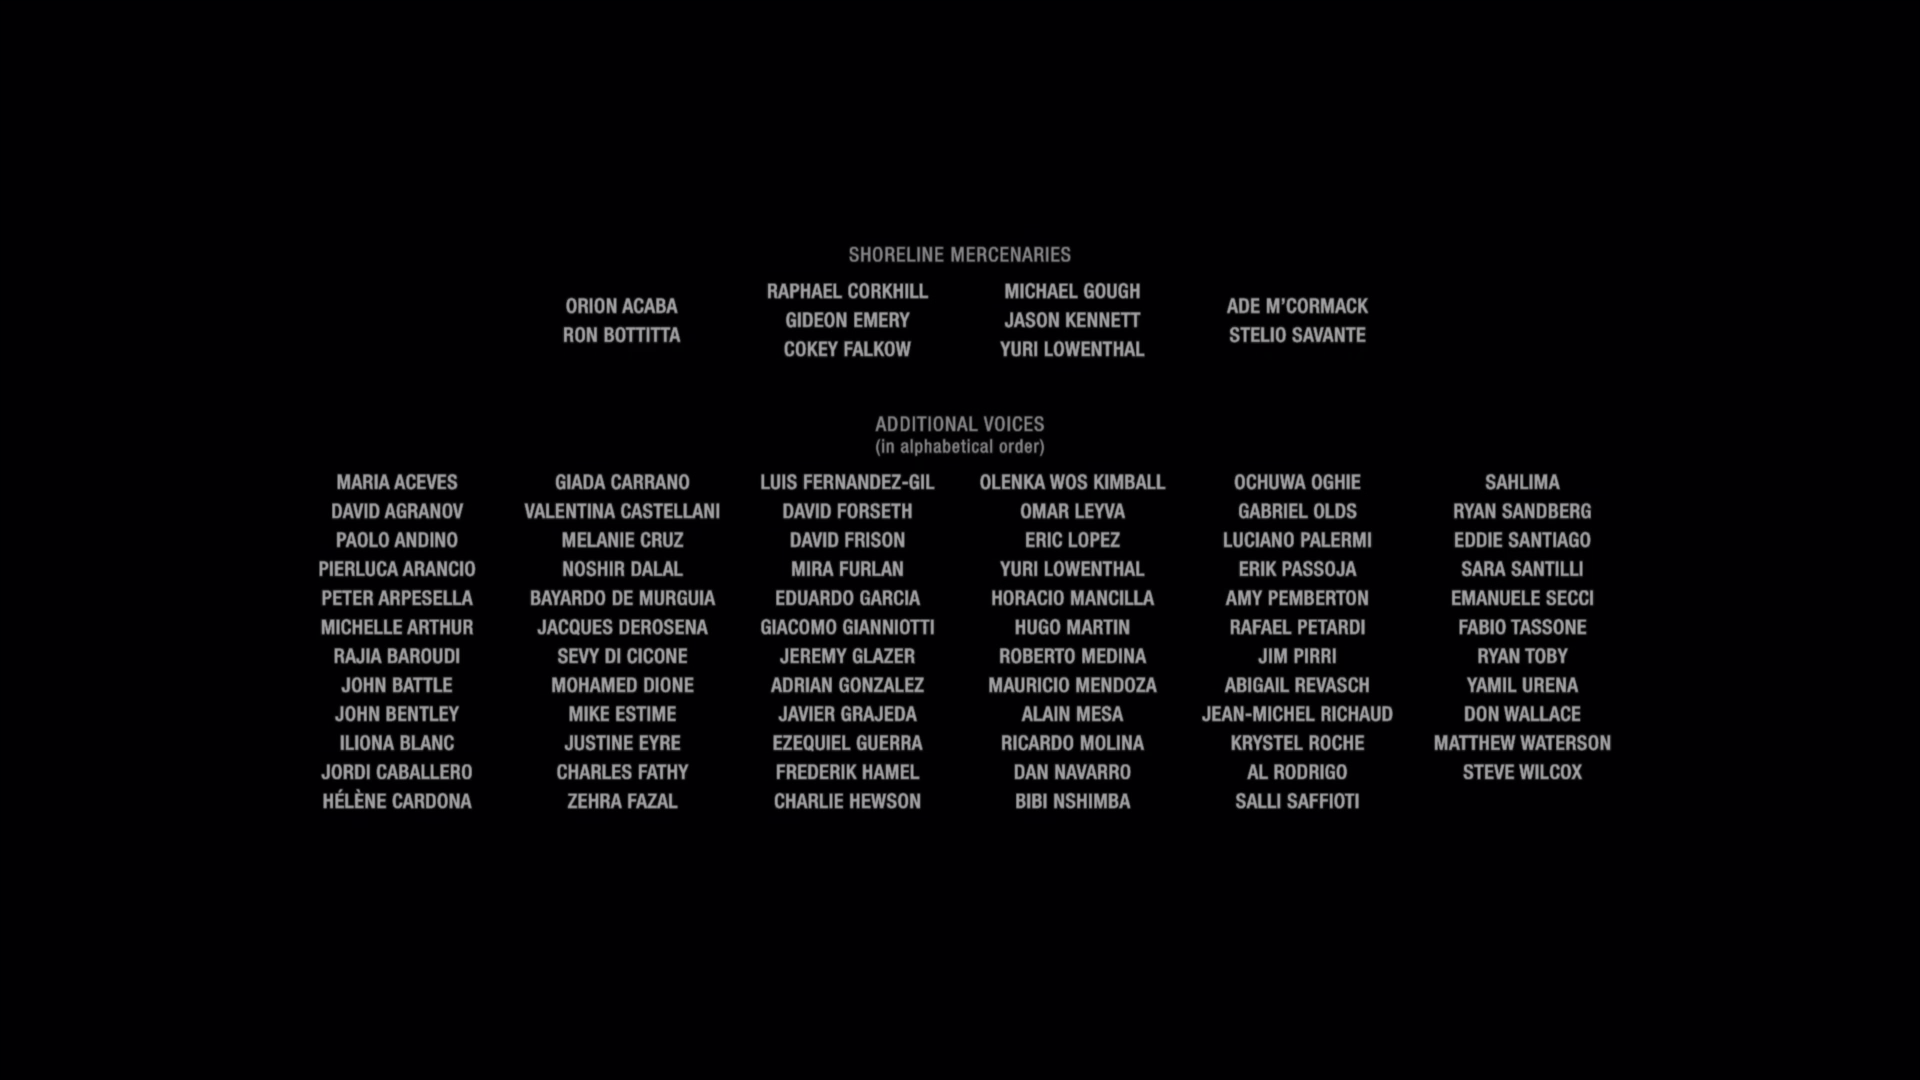 SHORELINE MERCENARIES
ORION ACABA
RON BOTTITTA
RAPHAEL CORKHILL
GIDEON EMERY
COKEY FALKOW
MICHAEL GOUGH
JASON KENNETT
YURI LOWENTHAL
ADE M'CORMACK
STELIO SAVANTE
ADDITIONAL VOICES
(in alphabetical order)
MARIA ACEVES
DAVID AGRANOV
PAOLO ANDINO
PIERLUCA ARANCIO
PETER ARPESELLA
MICHELLE ARTHUR
RAJIA BAROUDI
JOHN BATTLE
JOHN BENTLEY
ILIONA BLANC
JORDI CABALLERO
HÉLÈNE CARDONA
GIADA CARRANO
VALENTINA CASTELLANI
MELANIE CRUZ
NOSHIR DALAL
BAYARDO DE MURGUIA
JACQUES DEROSENA
SEVY DI CICONE
MOHAMED DIONE
MIKE ESTIME
JUSTINE EYRE
CHARLES FATHY
ZEHRA FAZAL
LUIS FERNANDEZ-GIL
DAVID FORSETH
DAVID FRISON
MIRA FURLAN
EDUARDO GARCIA
GIACOMO GIANNIOTTI
JEREMY GLAZER
ADRIAN GONZALEZ
JAVIER GRAJEDA
EZEQUIEL GUERRA
FREDERIK HAMEL
CHARLIE HEWSON
OLENKA WOS KIMBALL
OMAR LEYVA
ERIC LOPEZ
YURI LOWENTHAL
HORACIO MANCILLA
HUGO MARTIN
ROBERTO MEDINA
MAURICIO MENDOZA
ALAIN MESA
RICARDO MOLINA
DAN NAVARRO
BIBI NSHIMBA
OCHUWA OGHIE
GABRIEL OLDS
LUCIANO PALERMI
ERIK PASSOJA
AMY PEMBERTON
RAFAEL PETARDI
JIM PIRRI
ABIGAIL REVASCH
JEAN-MICHEL RICHAUD
KRYSTEL ROCHE
AL RODRIGO
SALLI SAFFIOTI
SAHLIMA
RYAN SANDBERG
EDDIE SANTIAGO
SARA SANTILLI
EMANUELE SECCI
FABIO TASSONE
RYAN TOBY
YAMIL URENA
DON WALLACE
MATTHEW WATERSON
STEVE WILCOX